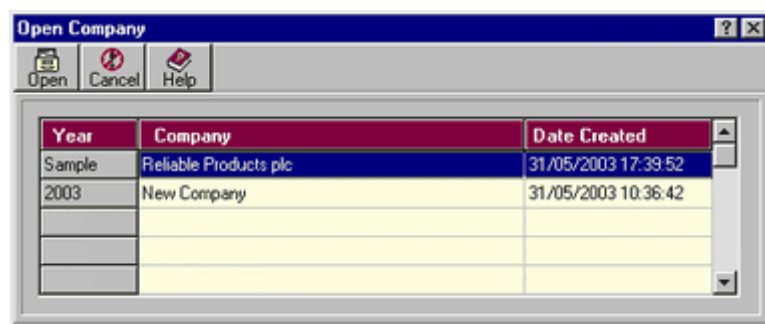 Open Company
Open Cancel Help
Year Company Date Created
Sample Reliable Products plc 31/05/2003 17:39:52
2003 New Company 31/05/2003 10:36:42